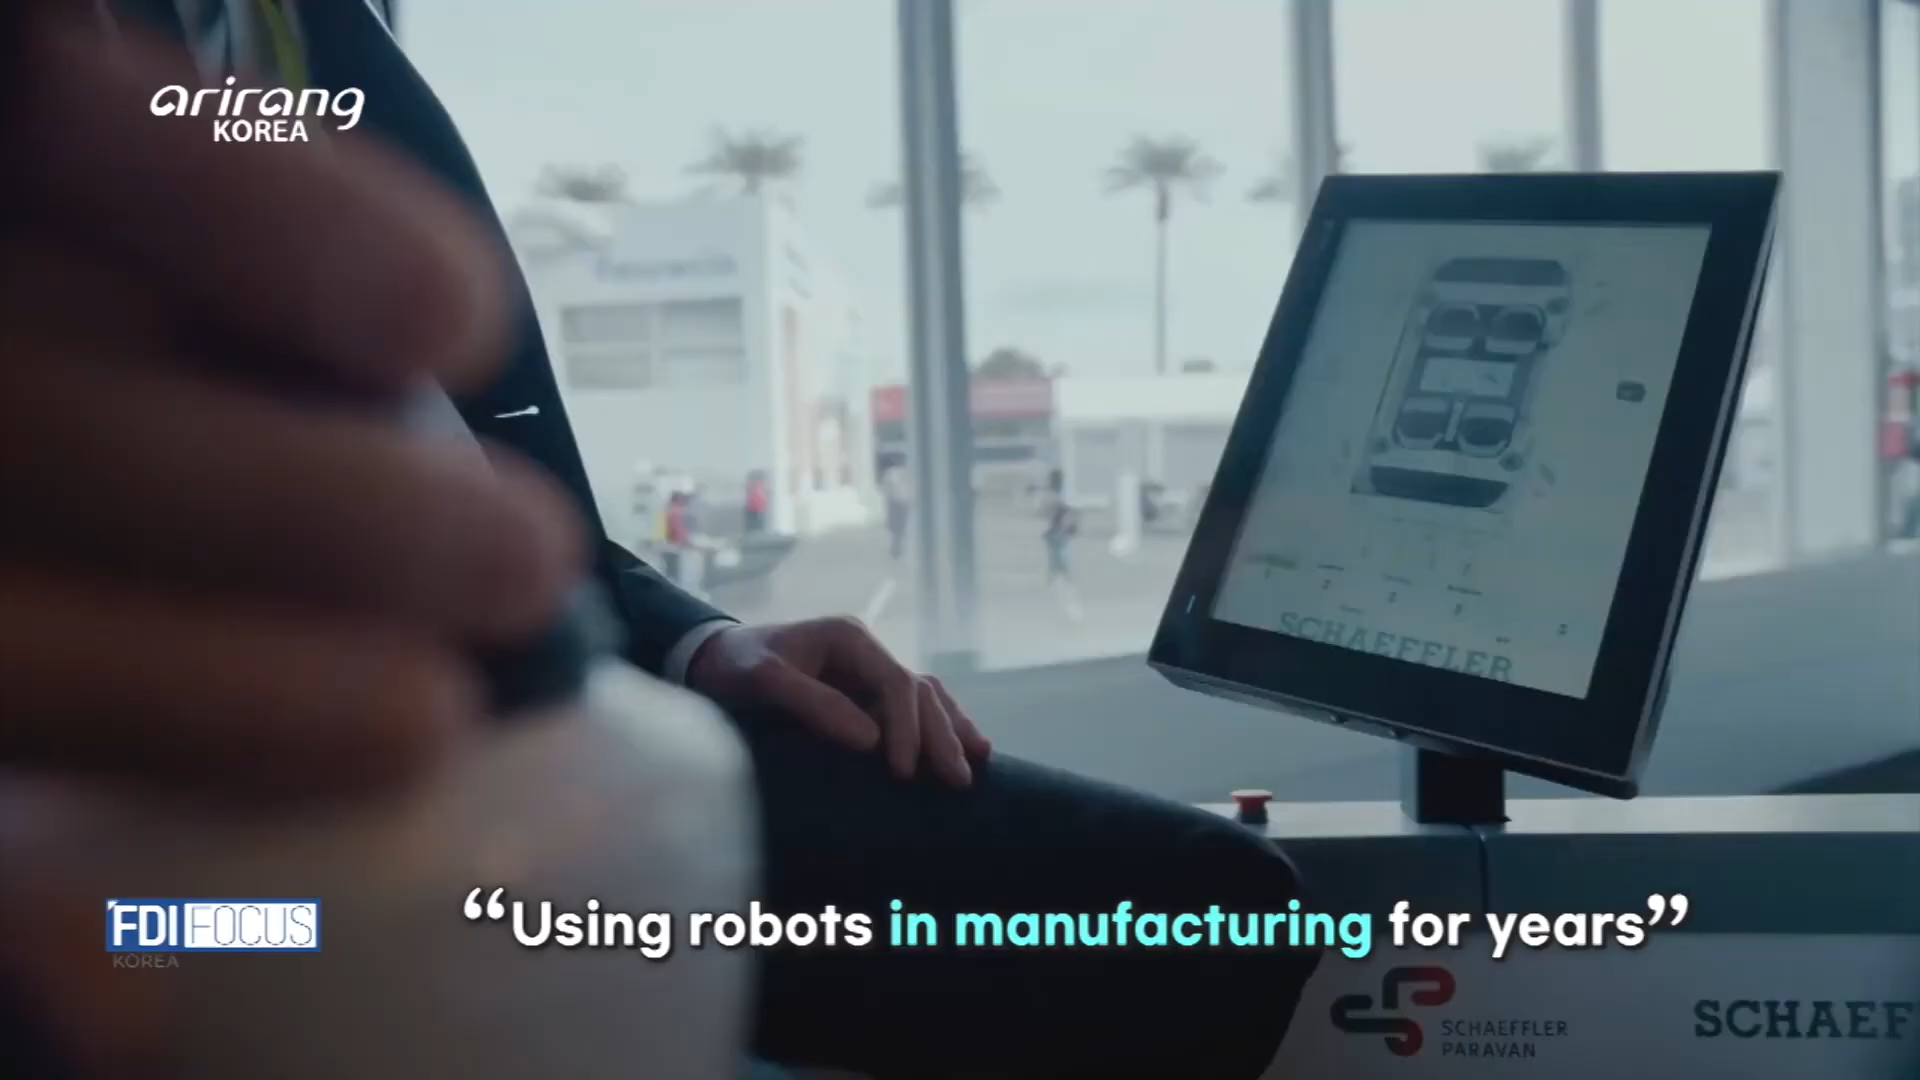 arirang
KOREA
SCHAEFFLER
FDI FOCUS
KOREA
“Using robots in manufacturing for years”
SCHAEFFLER
PARAVAN
SCHAEF